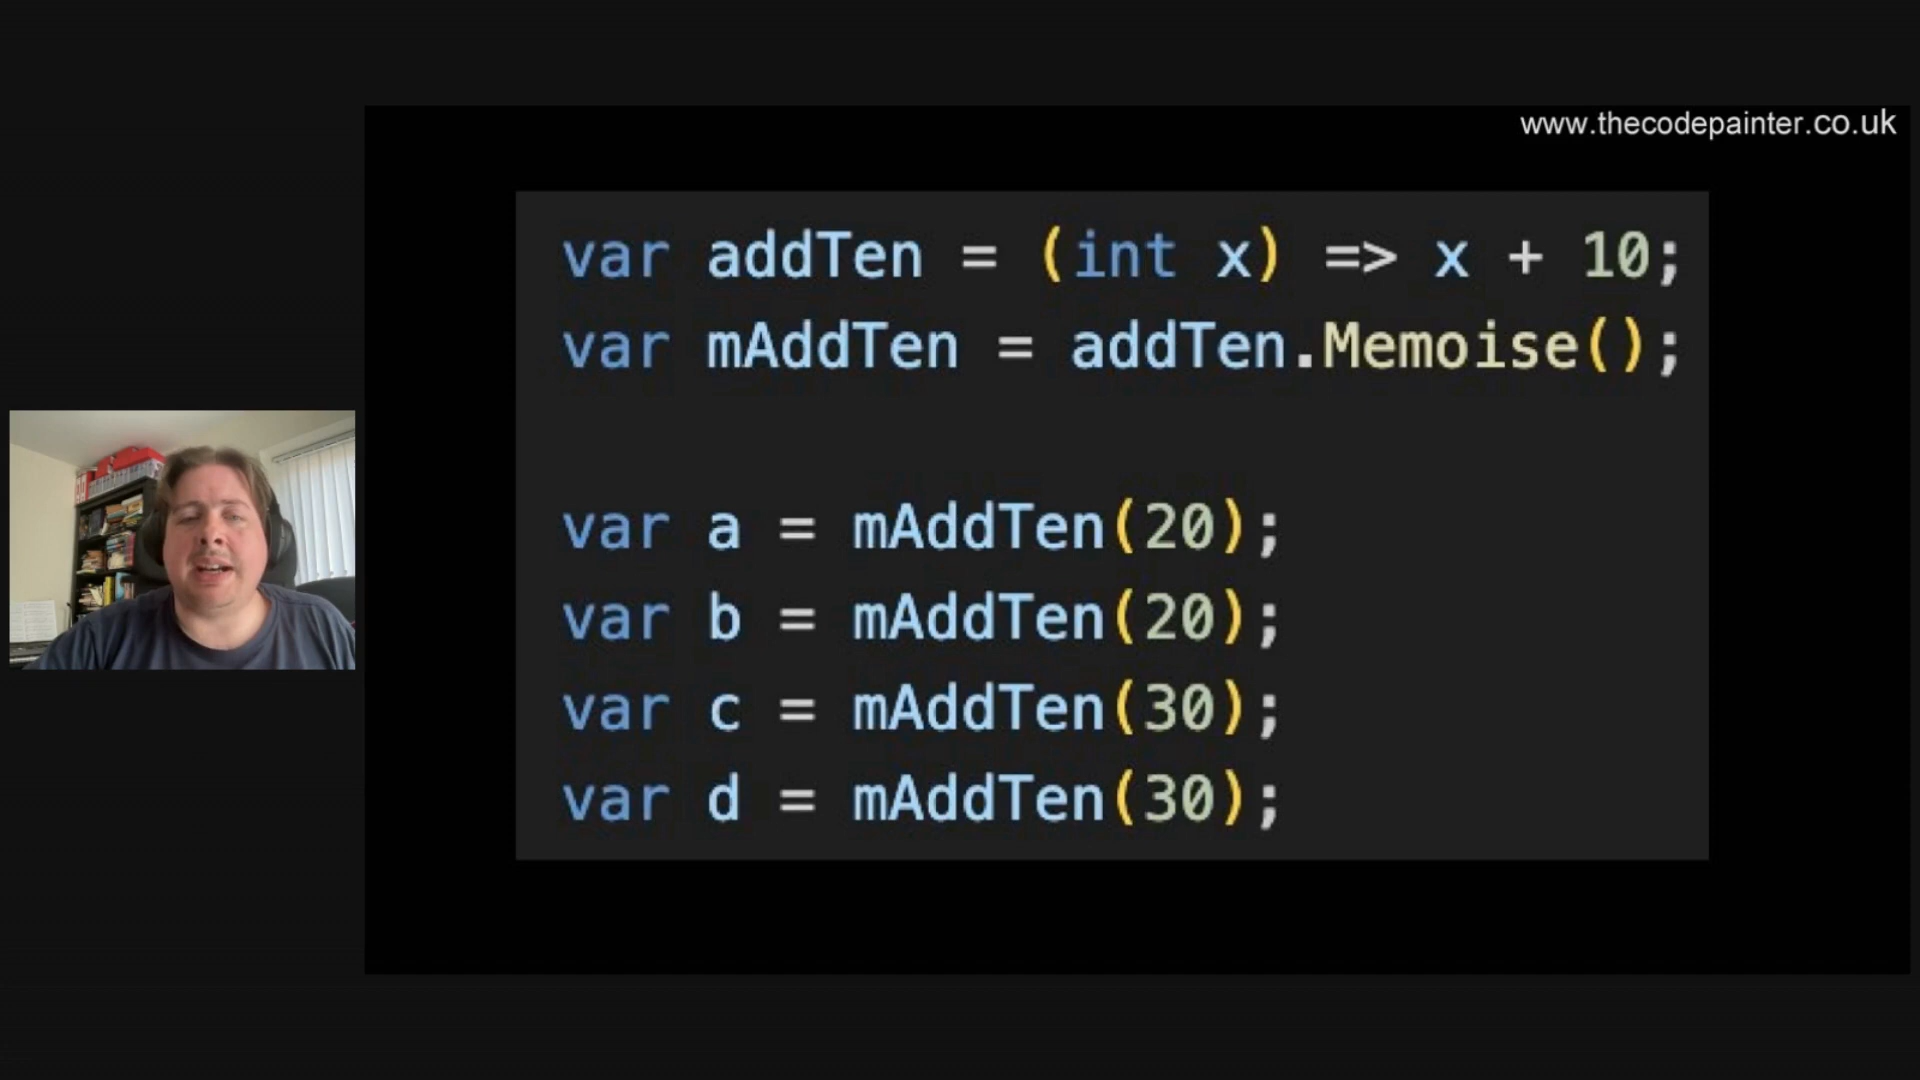 www.thecodepainter.co.uk
var addTen = (int x) => x + 10;
var mAddTen = addTen.Memoise();
var a = mAddTen(20);
var b = mAddTen(20);
var c = mAddTen(30);
var d = mAddTen(30);